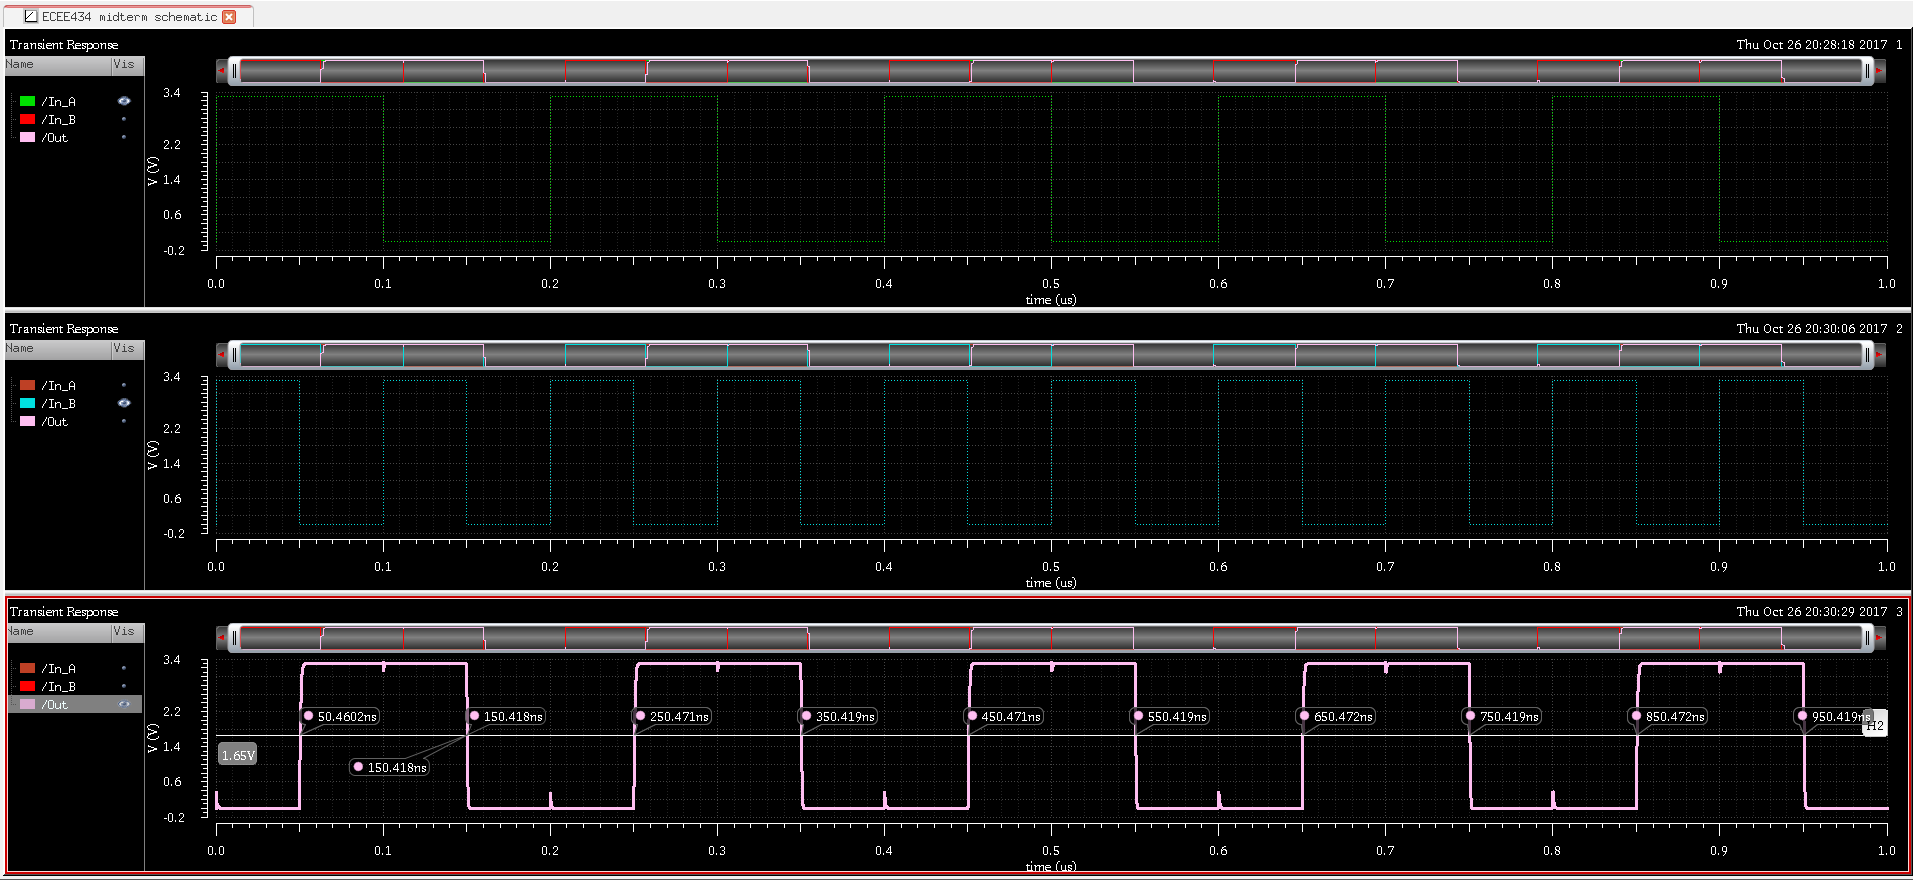 ECEE434 midterm schematic
Transient Response
Thu Oct 26 20:28:18 2017 1
Name Vis
/In_A
/In_B
/Out
V (V)
3.4
2.2
1.4
0.6
-0.2
0.0 0.1 0.2 0.3 0.4 0.5 0.6 0.7 0.8 0.9 1.0
time (us)
Transient Response
Thu Oct 26 20:30:06 2017 2
Name Vis
/In_A
/In_B
/Out
V (V)
3.4
2.2
1.4
0.6
-0.2
0.0 0.1 0.2 0.3 0.4 0.5 0.6 0.7 0.8 0.9 1.0
time (us)
Transient Response
Thu Oct 26 20:30:29 2017 3
Name Vis
/In_A
/In_B
/Out
V (V)
3.4
2.2
1.4
0.6
-0.2
50.4602ns 150.418ns 250.471ns 350.419ns 450.471ns 550.419ns 650.472ns 750.419ns 850.472ns 950.419ns
H2
1.65V
150.418ns
0.0 0.1 0.2 0.3 0.4 0.5 0.6 0.7 0.8 0.9 1.0
time (us)